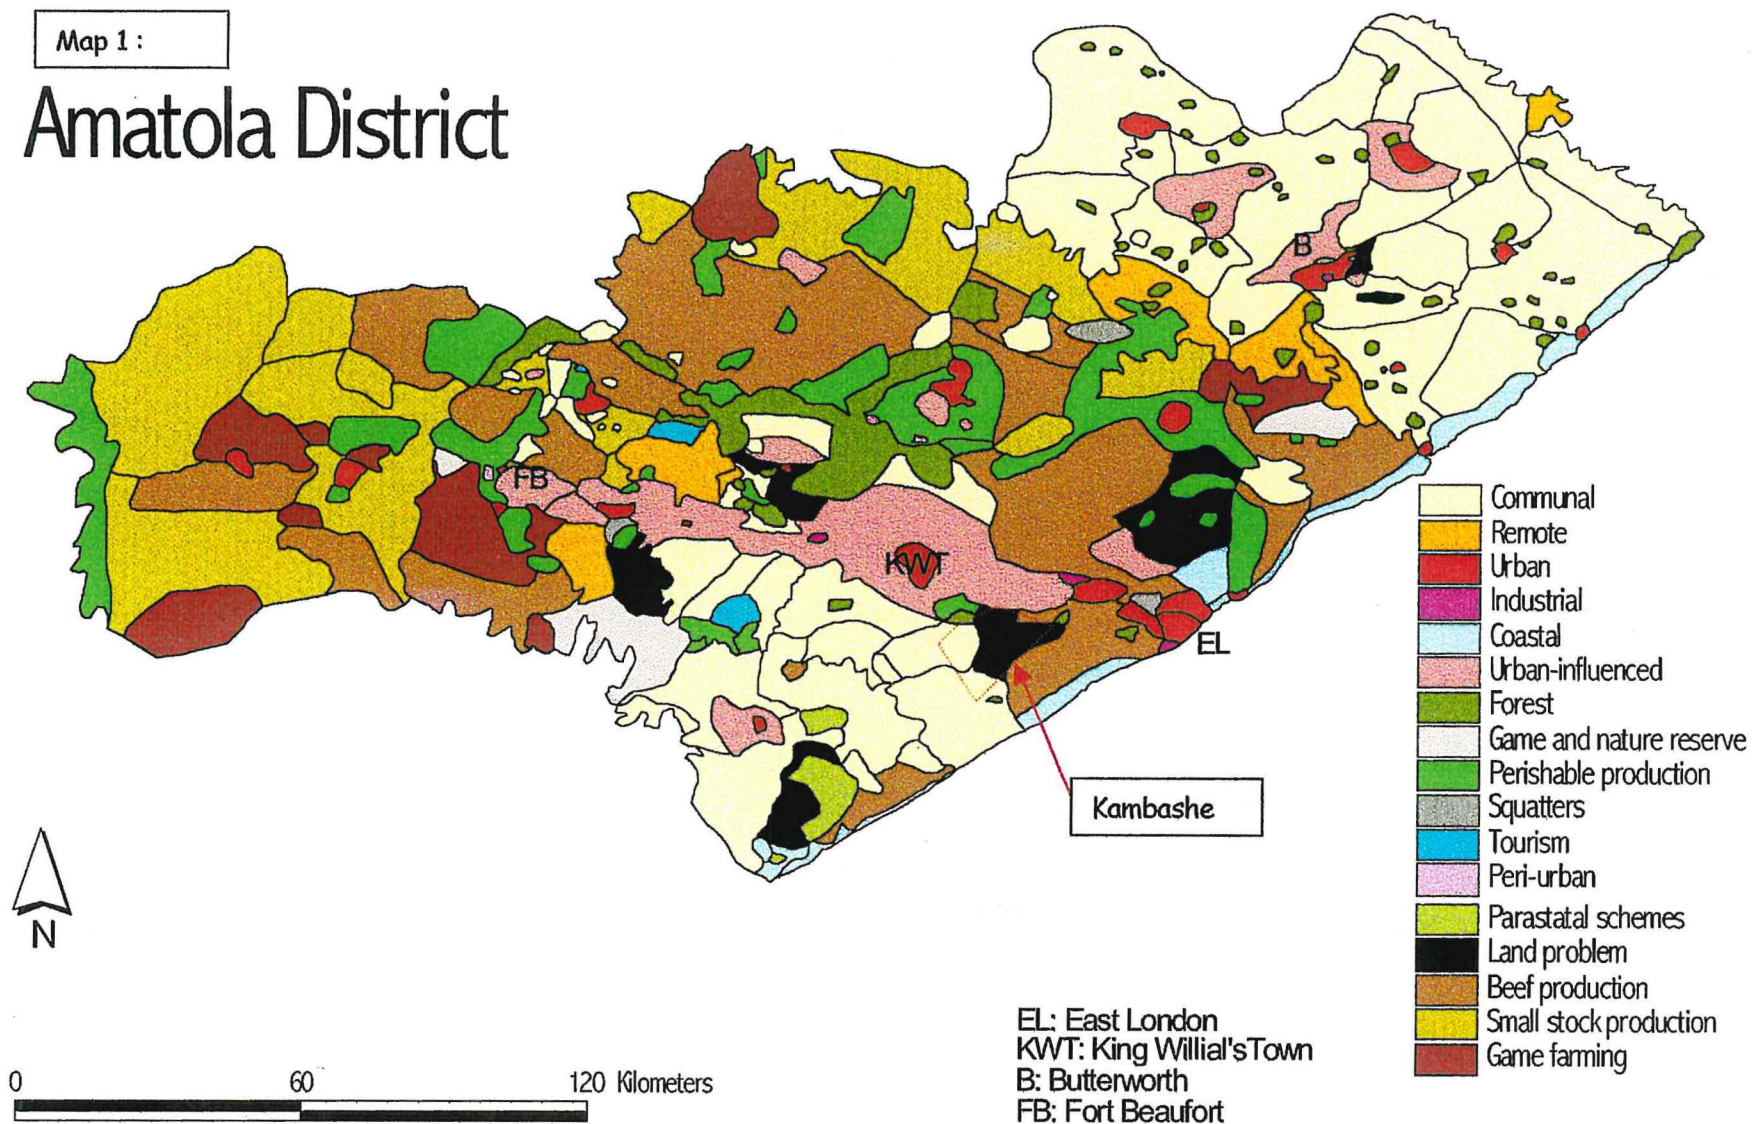 Map 1 :
Amatola District
B
FB
KWT
EL
Kambashe
Communal
Remote
Urban
Industrial
Coastal
Urban-influenced
Forest
Game and nature reserve
Perishable production
Squatters
Tourism
Peri-urban
Parastatal schemes
Land problem
Beef production
Small stock production
Game farming
N
0 60 120 Kilometers
EL: East London
KWT: King Willial'sTown
B: Butterworth
FB: Fort Beaufort